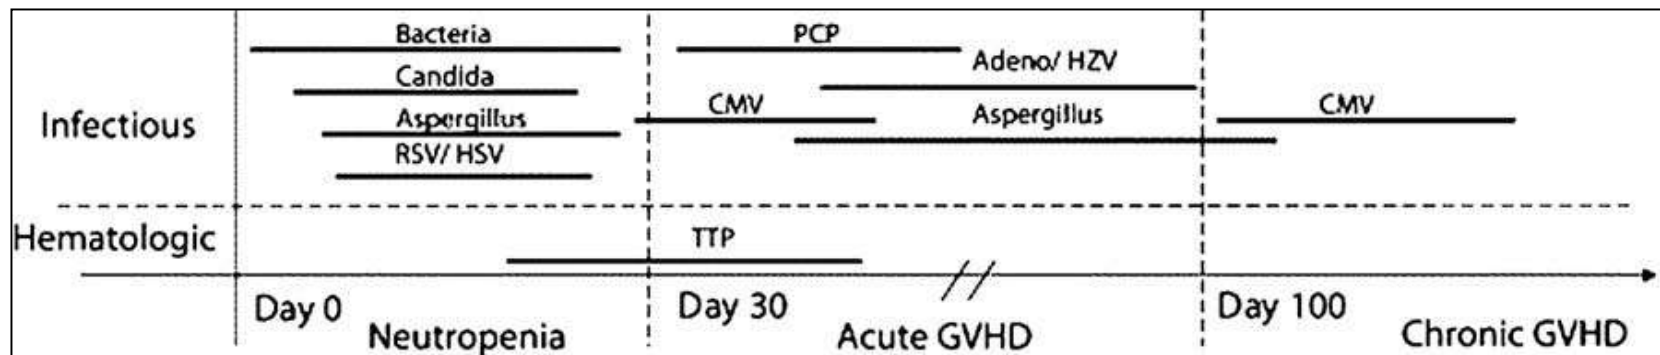 Bacteria
PCP
Adeno/ HZV
Candida
CMV
Aspergillus
CMV
Infectious
Aspergillus
RSV/ HSV
Hematologic
TTP
Day 0
Day 30
Day 100
Neutropenia
Acute GVHD
Chronic GVHD